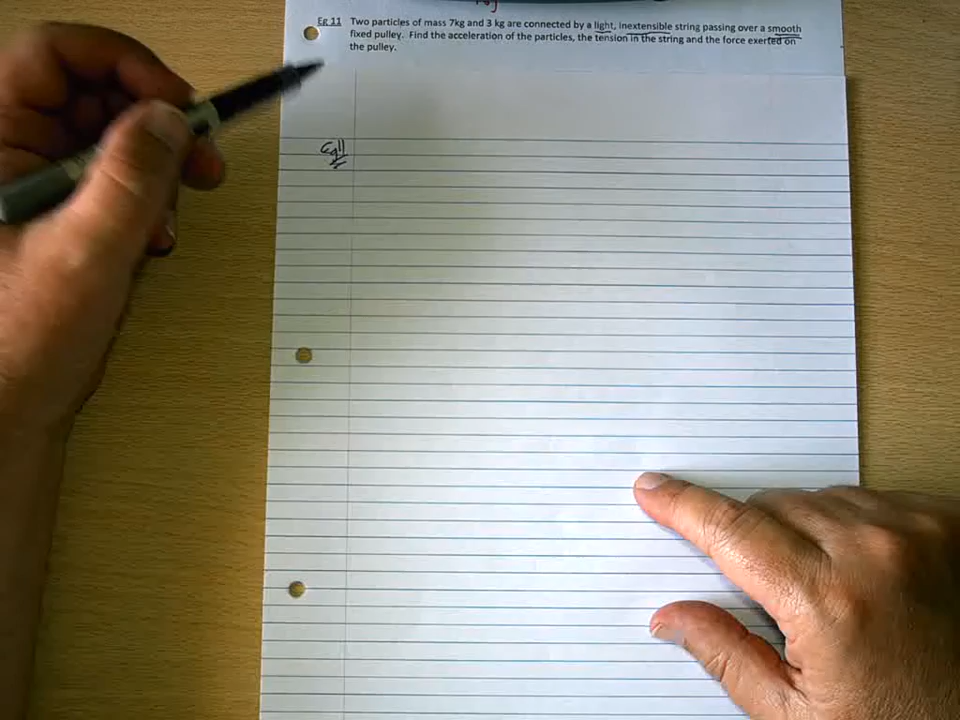 Eg 11 Two particles of mass 7kg and 3 kg are connected by a light, inextensible string passing over a smooth
fixed pulley. Find the acceleration of the particles, the tension in the string and the force exerted on
the pulley.
Eg11